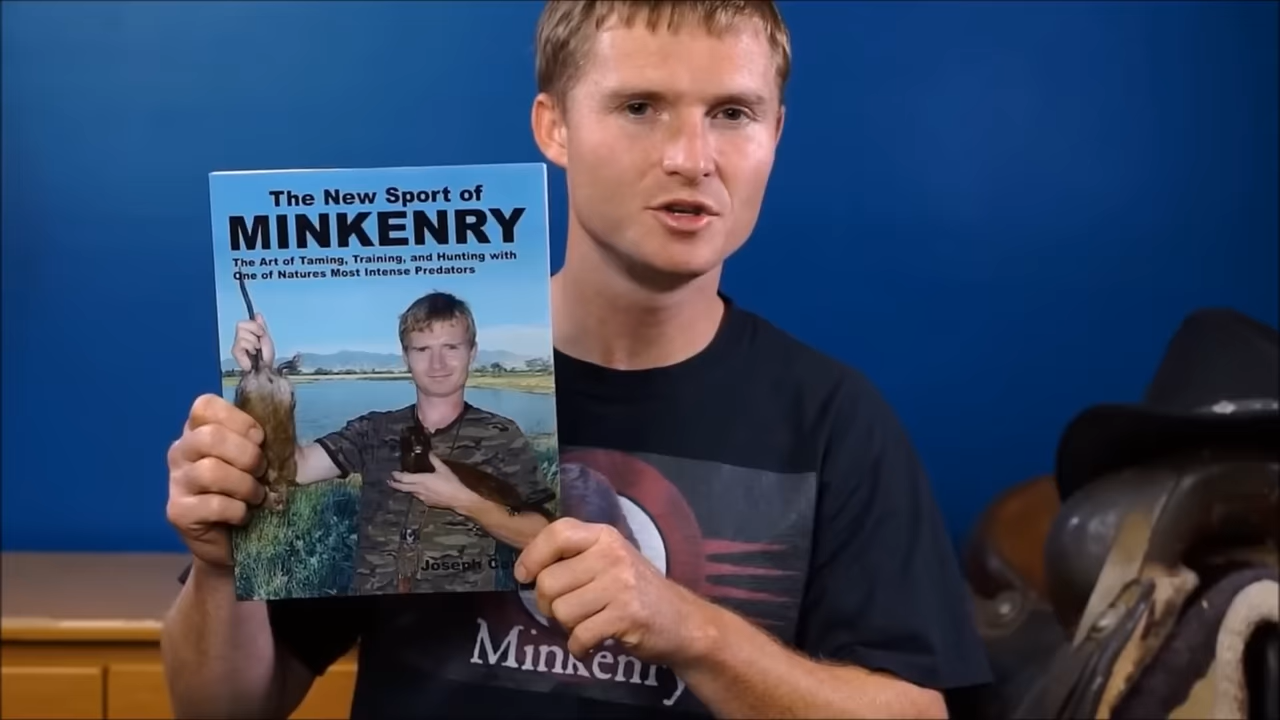 The New Sport of
MINKENRY
The Art of Taming, Training, and Hunting with
One of Natures Most Intense Predators
Joseph
Minkenry